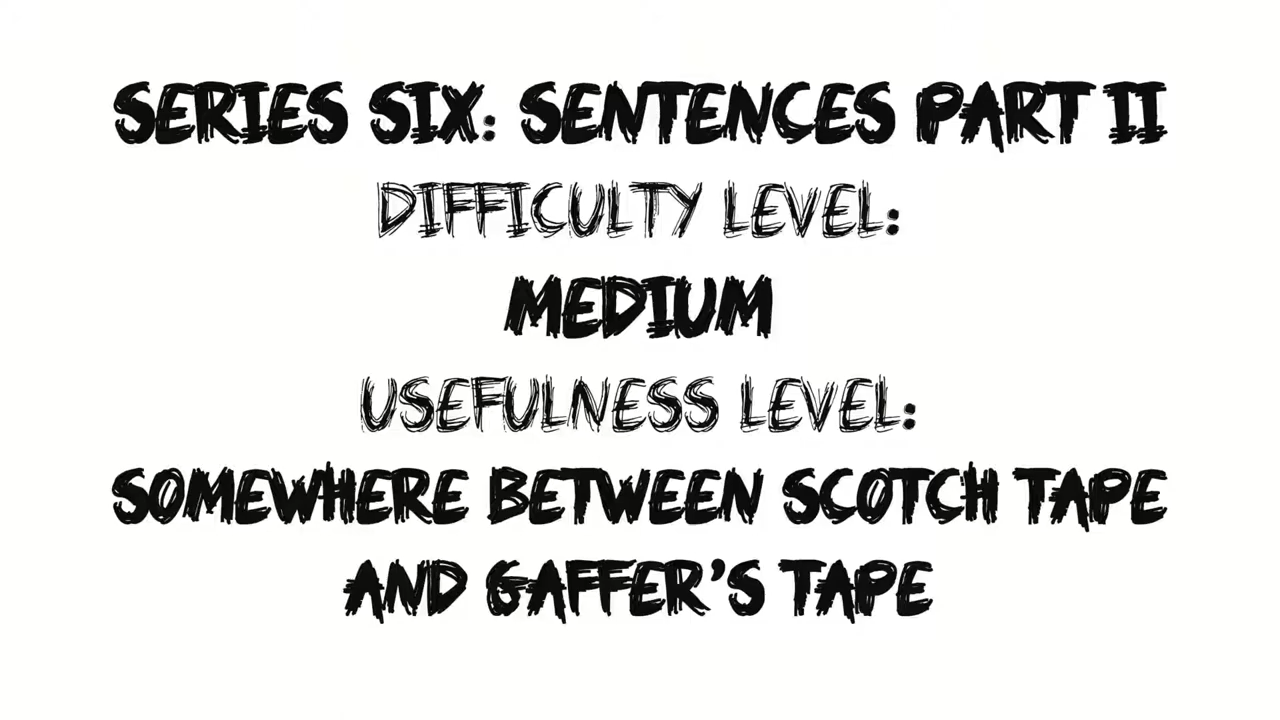 SERIES SIX: SENTENCES PART II
DIFFICULTY LEVEL:
MEDIUM
USEFULNESS LEVEL:
SOMEWHERE BETWEEN SCOTCH TAPE
AND GAFFER'S TAPE